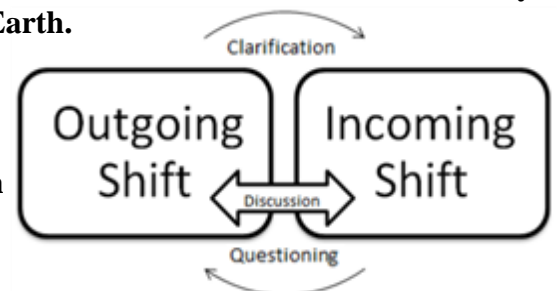 Earth.
Clarification
Outgoing Incoming
Shift Shift
Discussion
Questioning